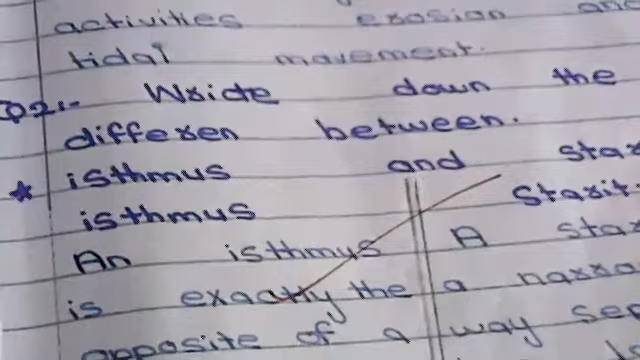 activities erosion and
tidal movement.
Q2:- Wride down the
differen between.
* isthmus and
isthmus
An isthmus A
is exactly the a
opposite of a way